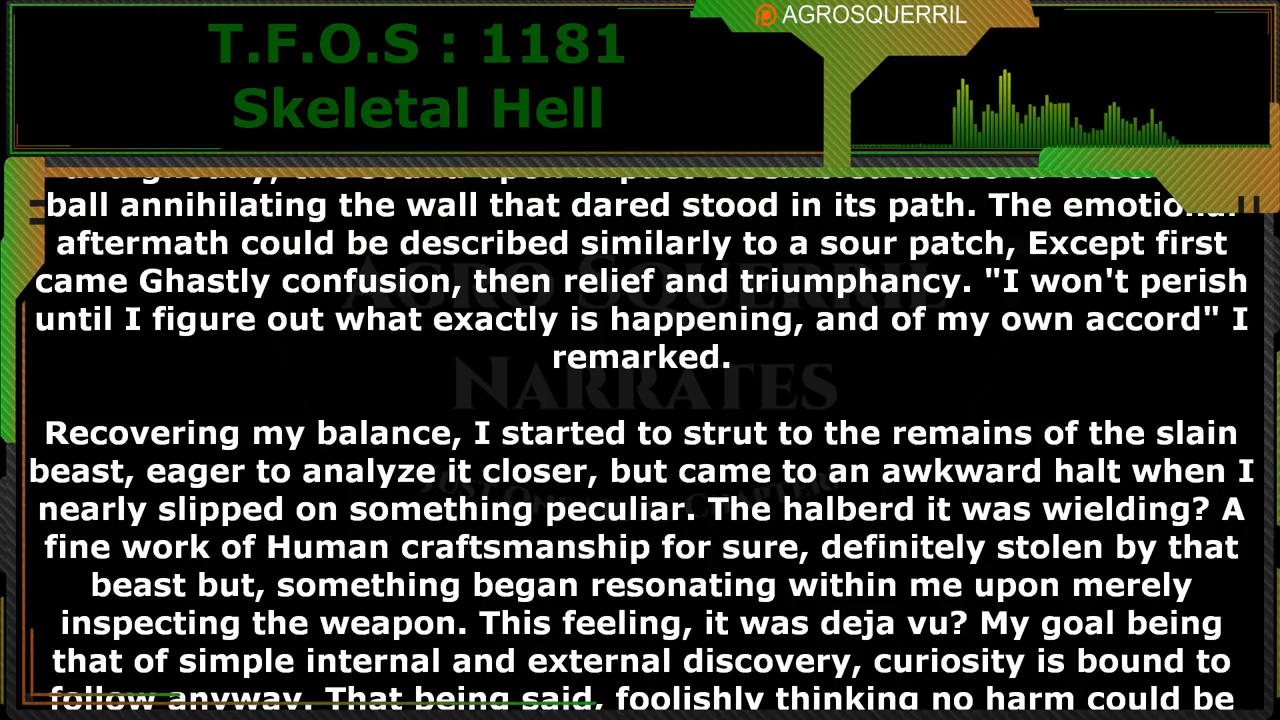 AGROSQUERRIL
T.F.O.S : 1181
Skeletal Hell
ball annihilating the wall that dared stood in its path. The emotional
aftermath could be described similarly to a sour patch, Except first
came Ghastly confusion, then relief and triumphancy. "I won't perish
until I figure out what exactly is happening, and of my own accord" I
remarked.
Recovering my balance, I started to strut to the remains of the slain
beast, eager to analyze it closer, but came to an awkward halt when I
nearly slipped on something peculiar. The halberd it was wielding? A
fine work of Human craftsmanship for sure, definitely stolen by that
beast but, something began resonating within me upon merely
inspecting the weapon. This feeling, it was deja vu? My goal being
that of simple internal and external discovery, curiosity is bound to
follow anyway. That being said, foolishly thinking no harm could be
Agro Squerril
Narrates